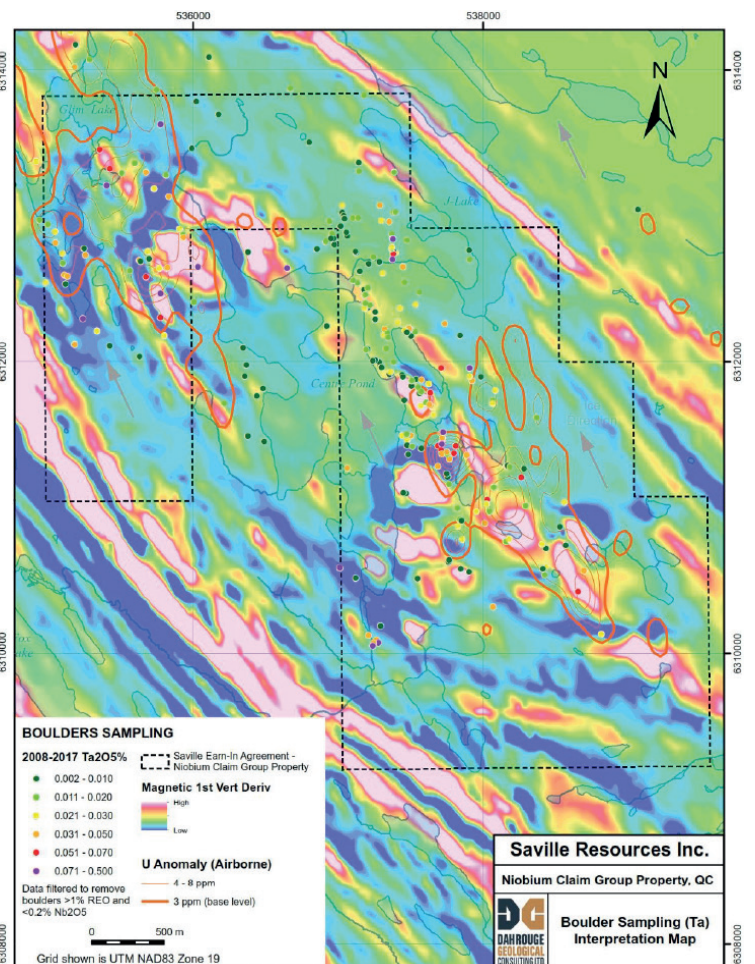 536000
538000
6314000
6314000
N
Glim Lake
J-Lake
6312000
6312000
Centre Pond
6310000
6310000
BOULDERS SAMPLING
2008-2017 Ta2O5%
0.002 - 0.010
0.011 - 0.020
0.021 - 0.030
0.031 - 0.050
0.051 - 0.070
0.071 - 0.500
Data filtered to remove
boulders >1% REO and
<0.2% Nb2O5
Saville Earn-In Agreement -
Niobium Claim Group Property
Magnetic 1st Vert Deriv
High
Low
U Anomaly (Airborne)
4 - 8 ppm
3 ppm (base level)
0 500 m
Grid shown is UTM NAD83 Zone 19
Saville Resources Inc.
Niobium Claim Group Property, QC
DAHROUGE
GEOLOGICAL
CONSULTING LTD
Boulder Sampling (Ta)
Interpretation Map
6308000
6308000